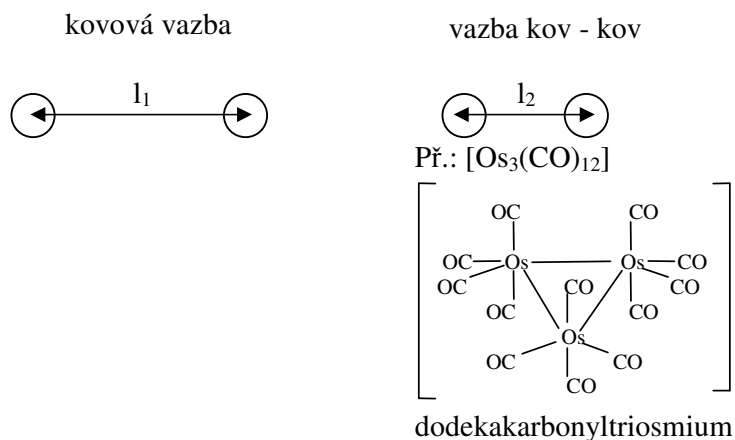 kovová vazba
vazba kov - kov
l₁
l₂
Př.: [Os₃(CO)₁₂]
OC CO
OC Os Os CO
OC CO CO
OC CO
Os
OC CO
CO
dodekakarbonyltriosmium